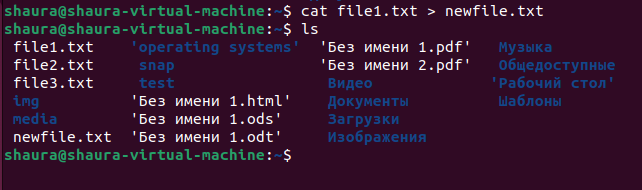 shaura@shaura-virtual-machine:~$ cat file1.txt > newfile.txt
shaura@shaura-virtual-machine:~$ ls
file1.txt 'operating systems' 'Без имени 1.pdf' Музыка
file2.txt snap 'Без имени 2.pdf' Общедоступные
file3.txt test Видео 'Рабочий стол'
img 'Без имени 1.html' Документы Шаблоны
media 'Без имени 1.ods' Загрузки
newfile.txt 'Без имени 1.odt' Изображения
shaura@shaura-virtual-machine:~$